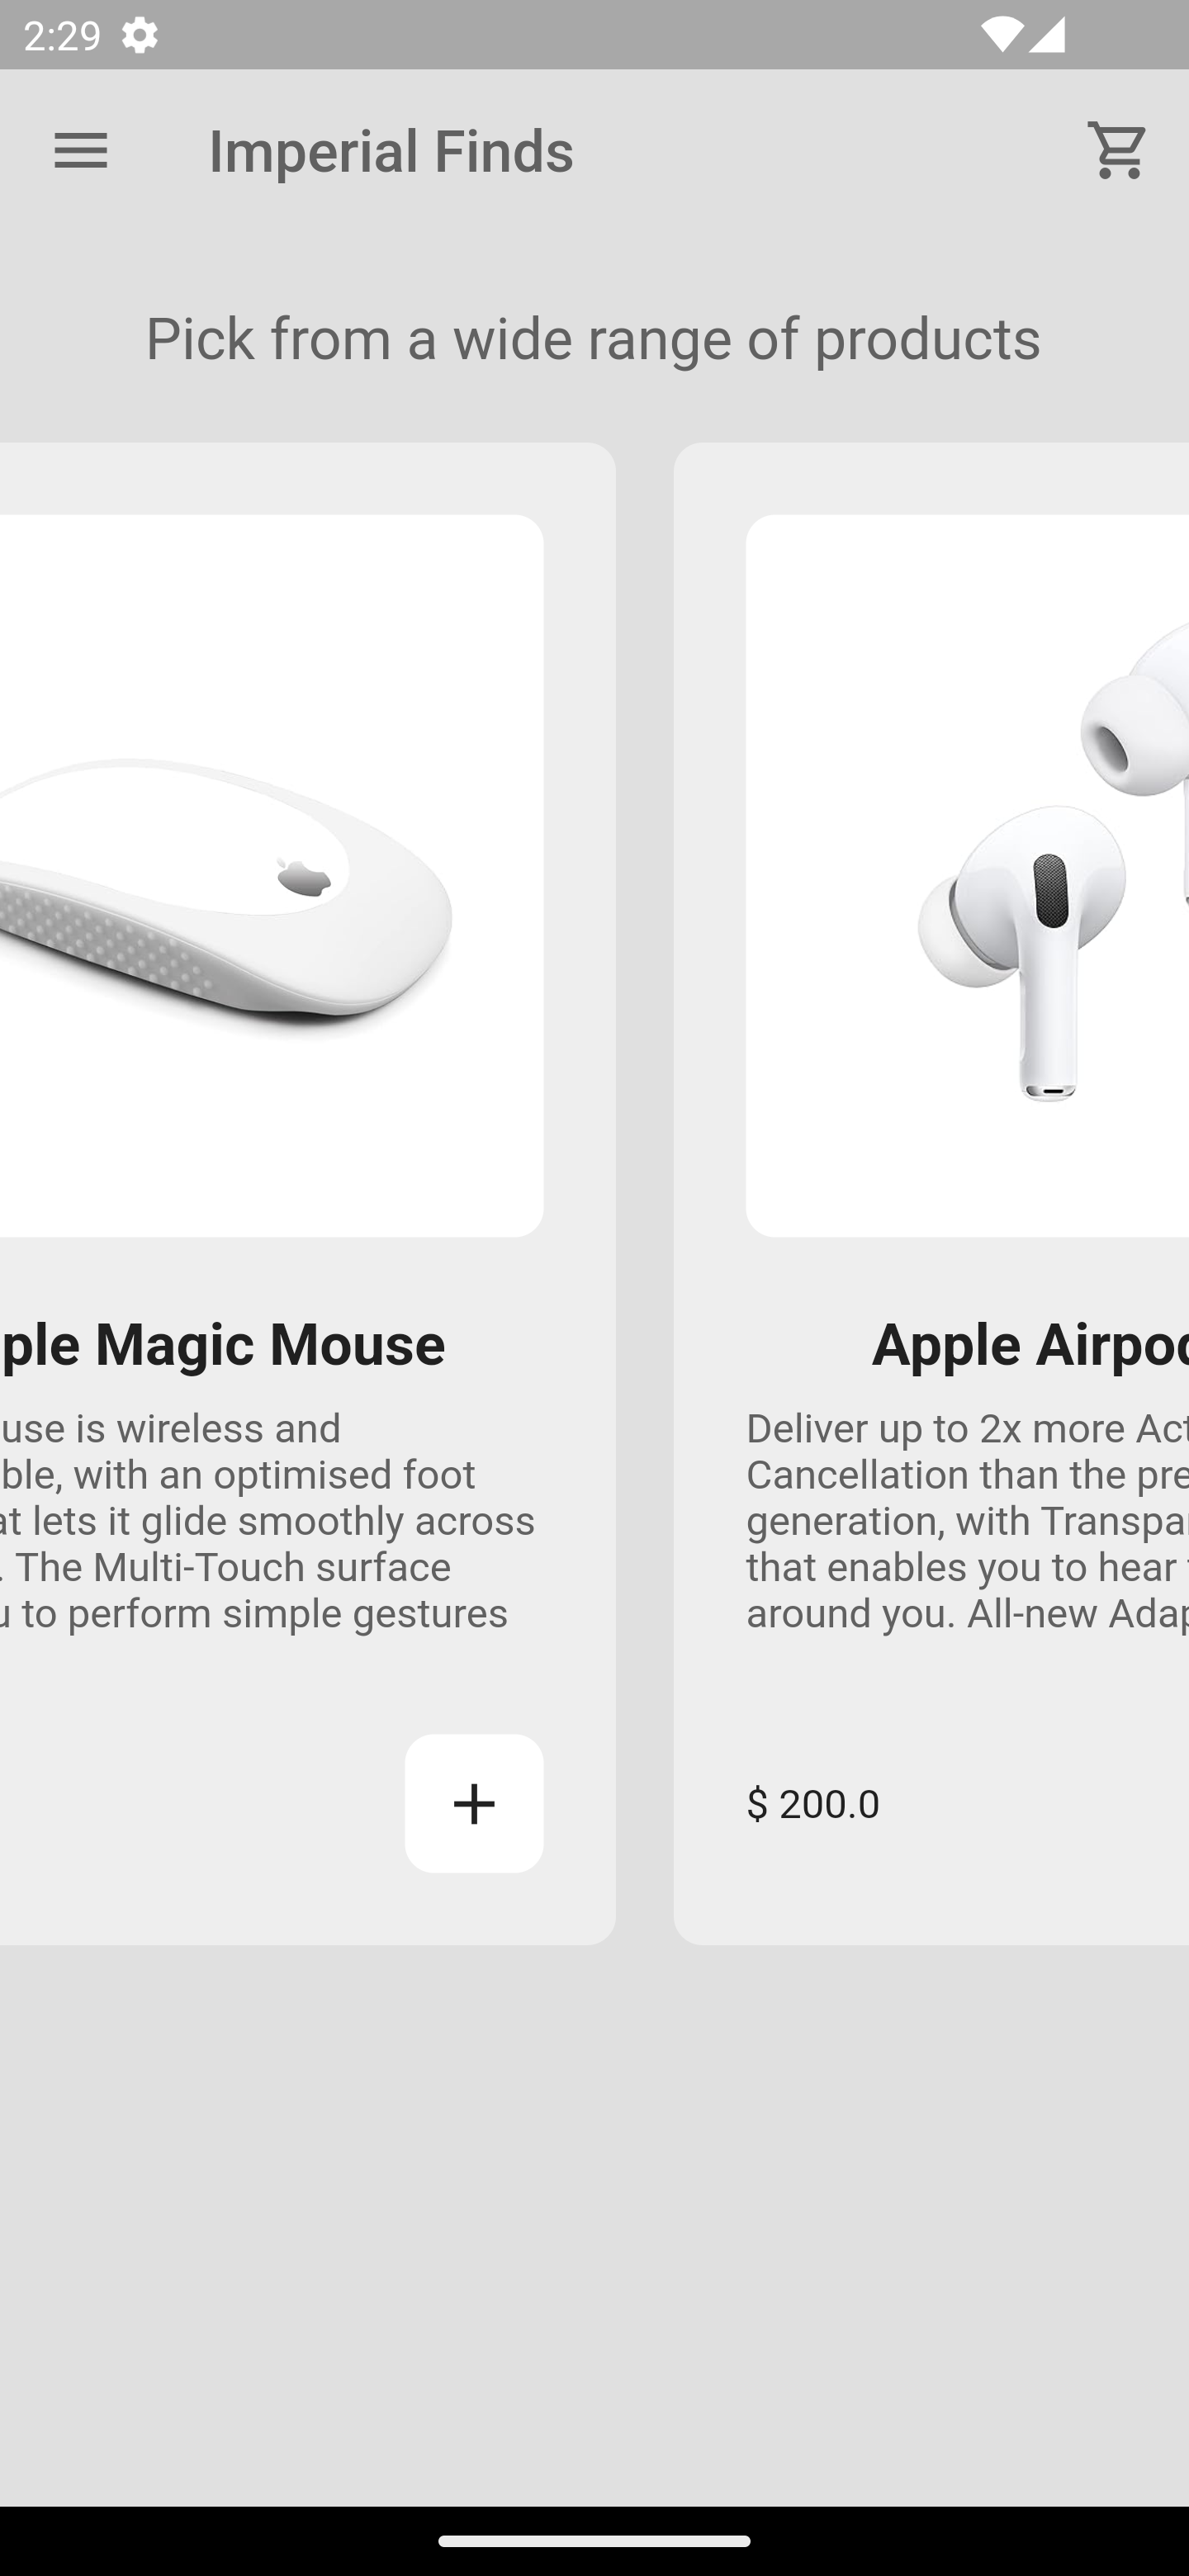 2:29
Imperial Finds
Pick from a wide range of products
ple Magic Mouse
use is wireless and
ble, with an optimised foot
at lets it glide smoothly across
. The Multi-Touch surface
u to perform simple gestures
Apple Airpod
Deliver up to 2x more Act
Cancellation than the pre
generation, with Transpar
that enables you to hear
around you. All-new Adap
$ 200.0